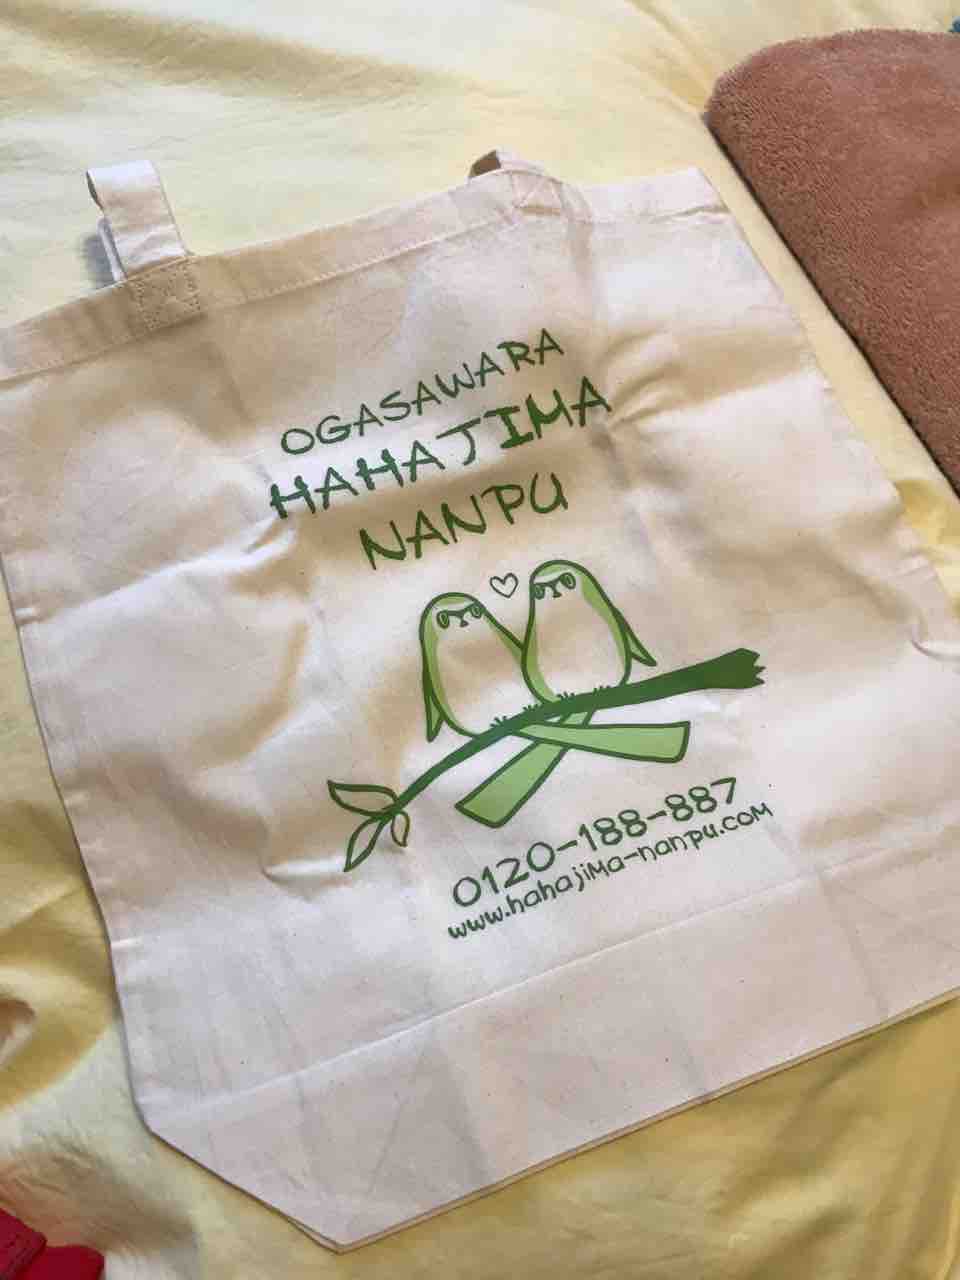 OGASAWARA
HAHAJIMA
NANPU
0120-188-887
www.hahajiMa-nanpu.coM